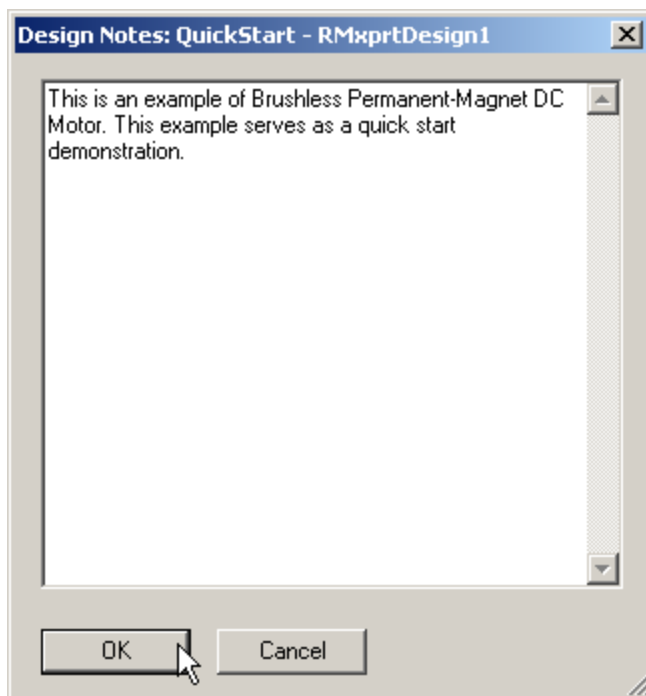 Design Notes: QuickStart - RMxprtDesign1
This is an example of Brushless Permanent-Magnet DC
Motor. This example serves as a quick start
demonstration.
OK
Cancel